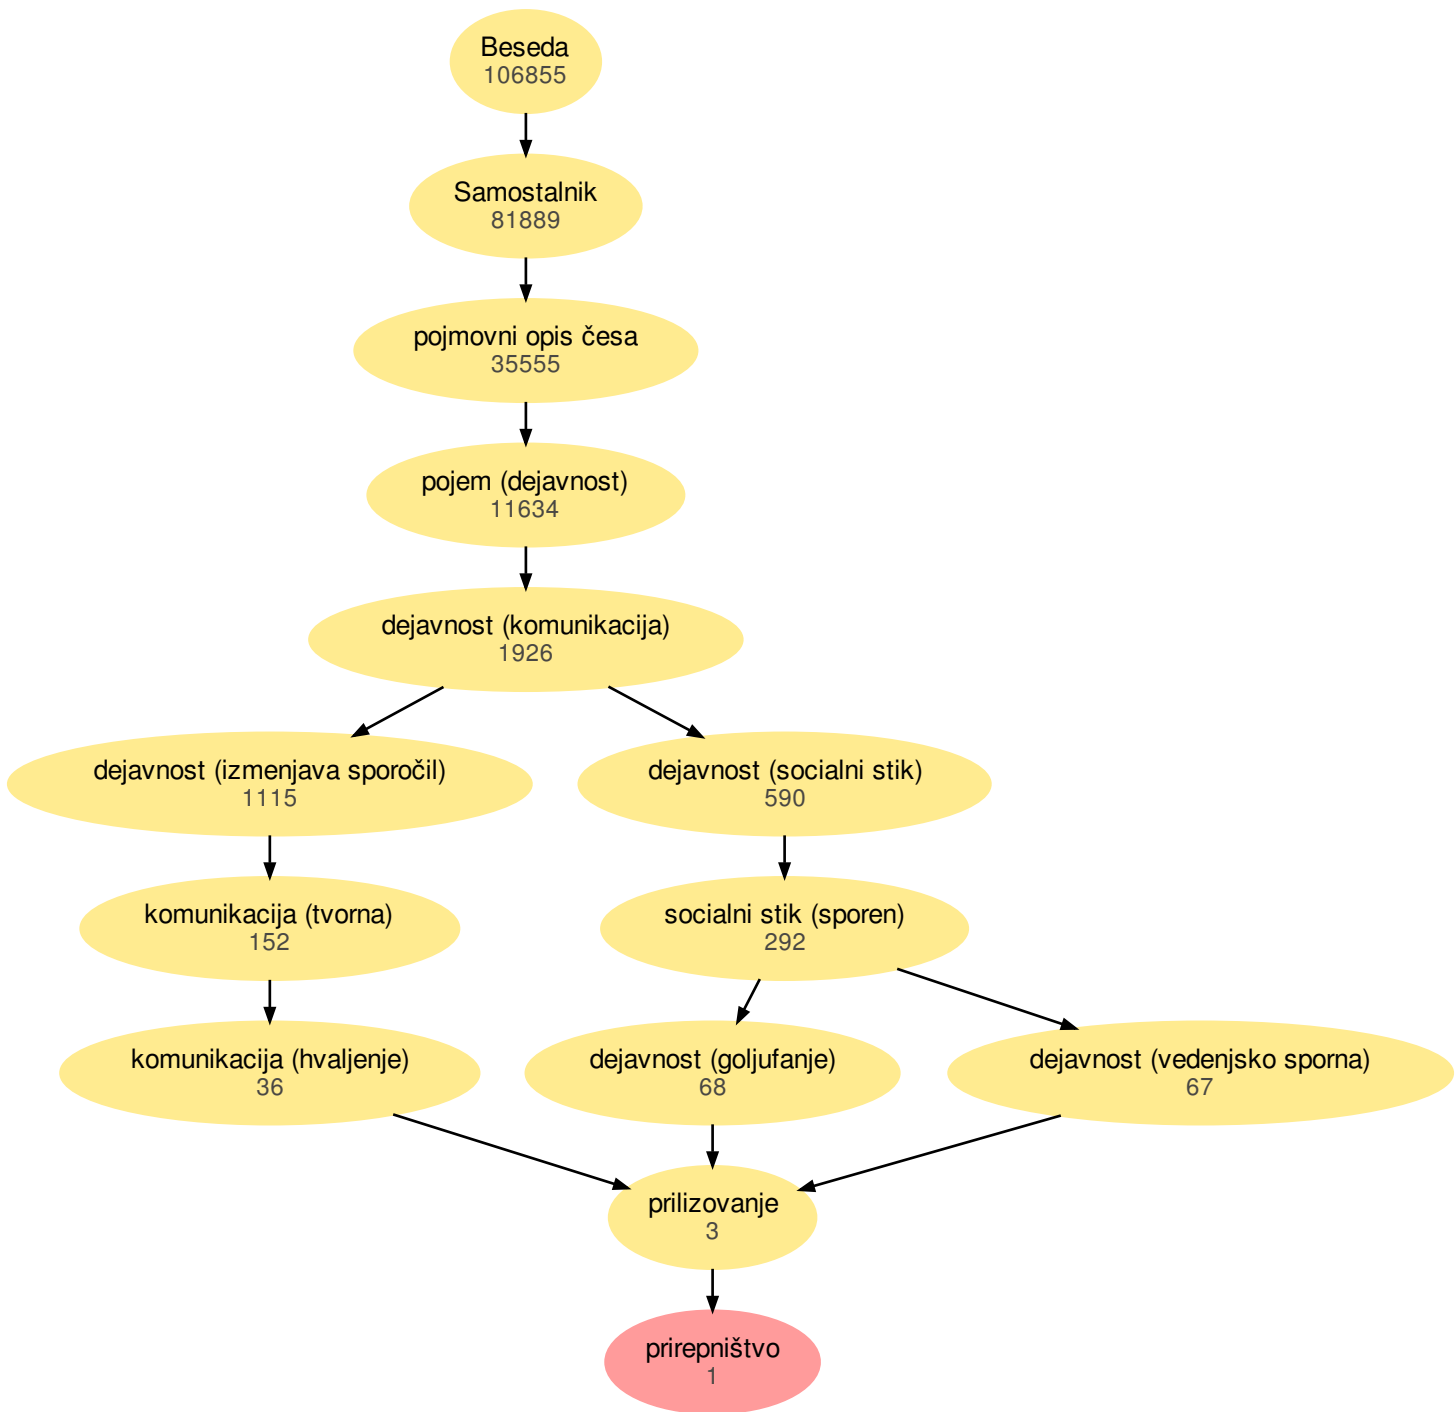 Beseda
106855
Samostalnik
81889
pojmovni opis česa
35555
pojem (dejavnost)
11634
dejavnost (komunikacija)
1926
dejavnost (izmenjava sporočil)
1115
dejavnost (socialni stik)
590
komunikacija (tvorna)
152
socialni stik (sporen)
292
komunikacija (hvaljenje)
36
dejavnost (goljufanje)
68
dejavnost (vedenjsko sporna)
67
prilizovanje
3
prirepništvo
1